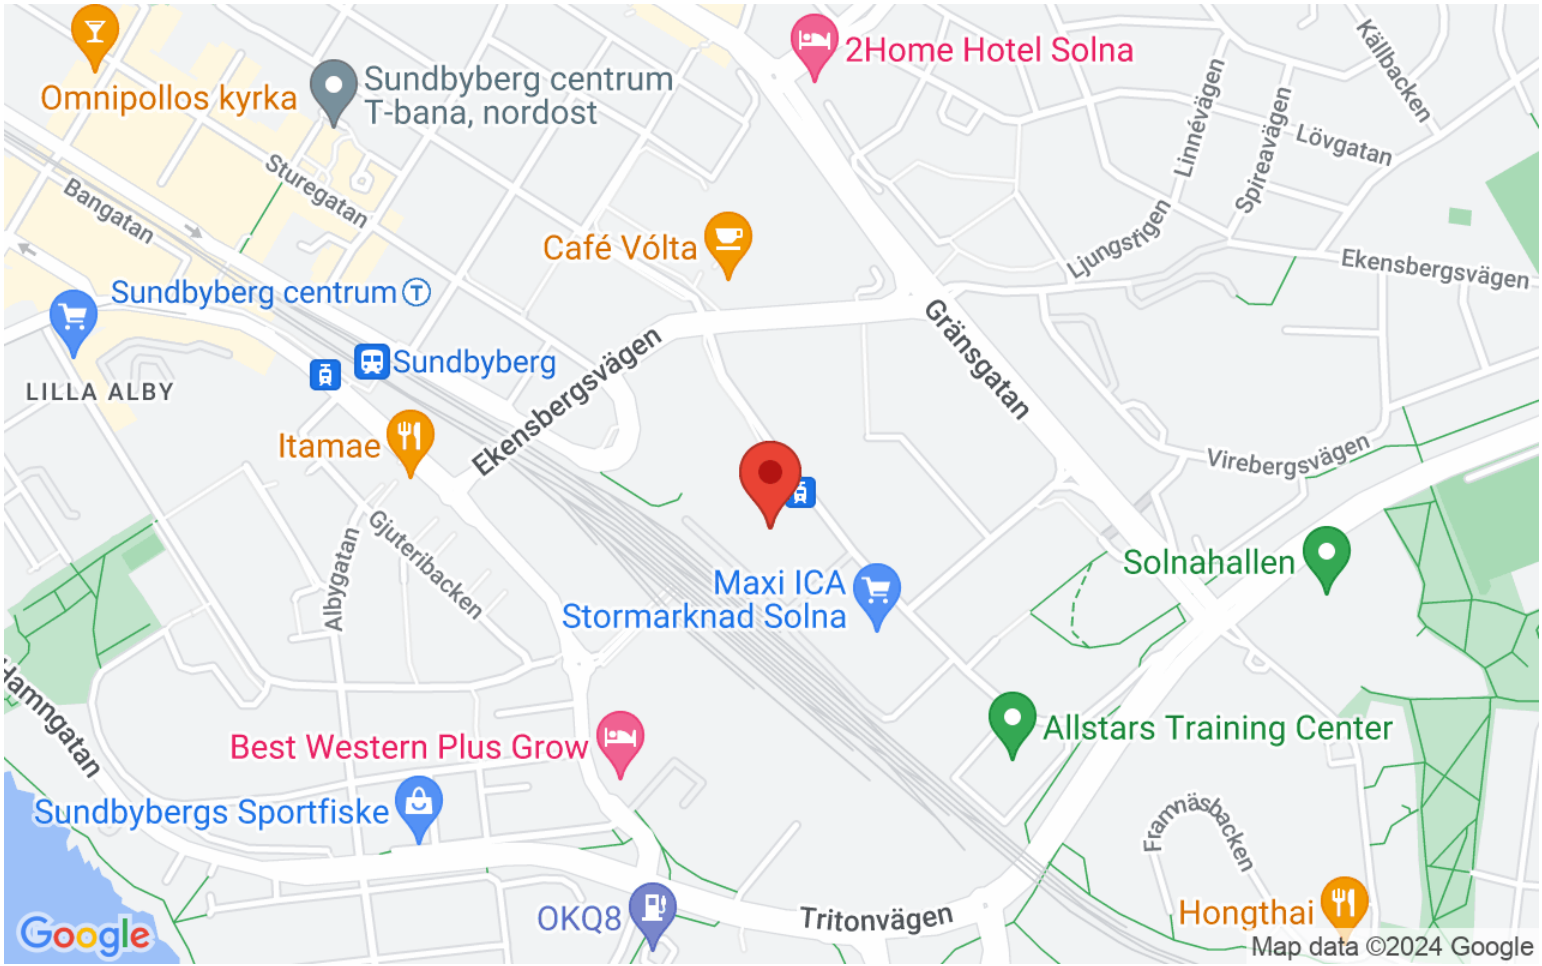 2Home Hotel Solna
Källbacken
Omnipollos kyrka
Sundbyberg centrum
T-bana, nordost
Linnévägen
Spireavägen
Lövgatan
Sturegatan
Bangatan
Café Vólta
Ljungstigen
Ekensbergsvägen
Sundbyberg centrum
T
Sundbyberg
LILLA ALBY
Ekensbergsvägen
Gränsgatan
Itamae
Virebergsvägen
Albygatan
Gjuteribacken
Maxi ICA
Stormarknad Solna
Solnahallen
Hamngatan
Best Western Plus Grow
Allstars Training Center
Sundbybergs Sportfiske
Framnäsbacken
OKQ8
Tritonvägen
Hongthai
Google
Map data ©2024 Google